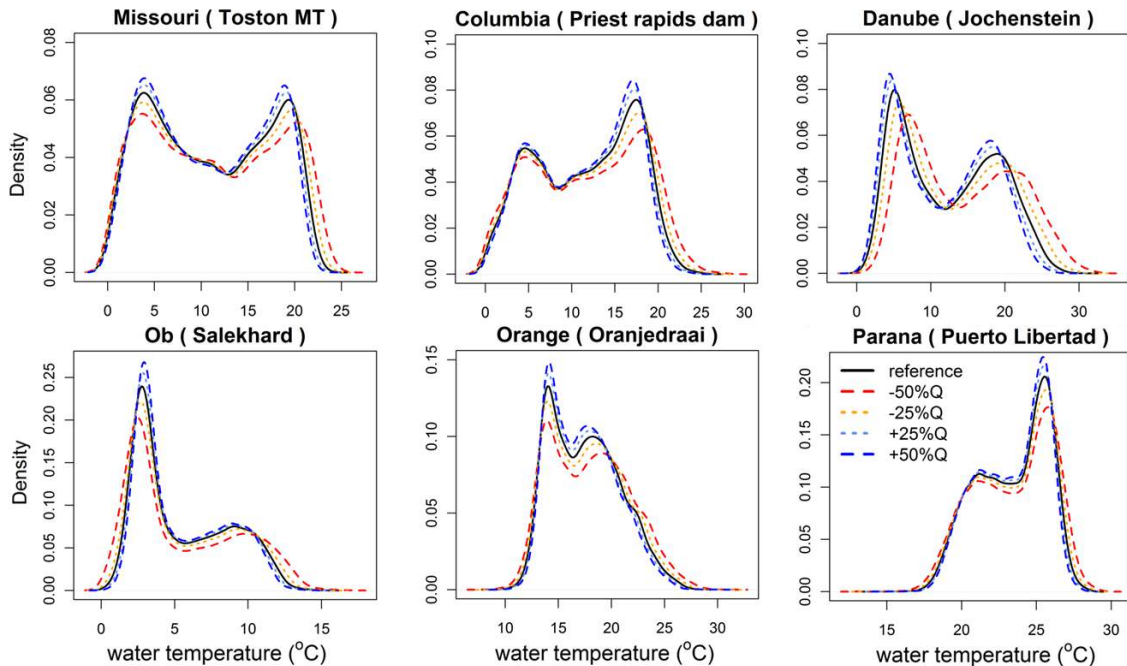 Missouri ( Toston MT)
Columbia ( Priest rapids dam )
Danube ( Jochenstein )
Density
0.00 0.02 0.04 0.06 0.08
0 5 10 15 20 25
0.00 0.02 0.04 0.06 0.08 0.10
0 5 10 15 20 25 30
0.00 0.02 0.04 0.06 0.08 0.10
0 10 20 30
Ob ( Salekhard )
Orange ( Oranjedraai )
Parana ( Puerto Libertad )
Density
0.00 0.05 0.10 0.15 0.20 0.25
0 5 10 15
water temperature (°C)
0.00 0.05 0.10 0.15
10 15 20 25 30
water temperature (°C)
0.00 0.05 0.10 0.15 0.20
reference
-50%Q
-25%Q
+25%Q
+50%Q
15 20 25 30
water temperature (°C)